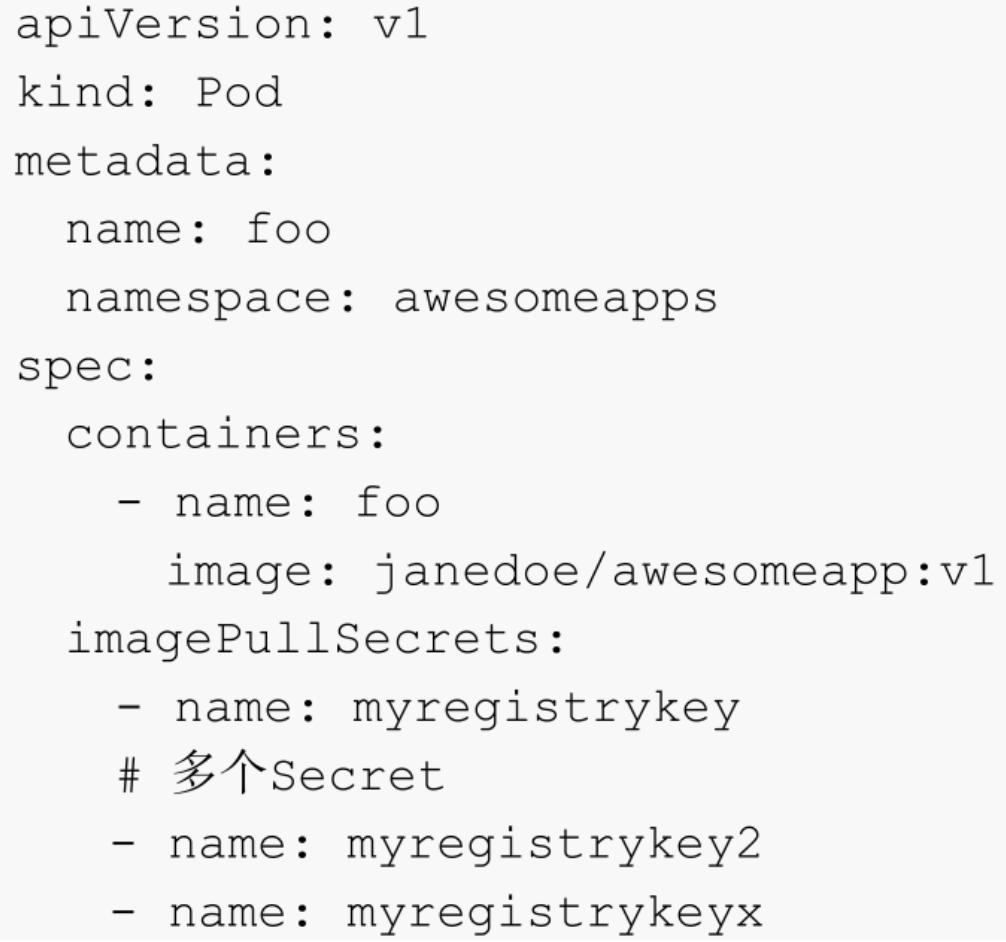 apiVersion: v1
kind: Pod
metadata:
  name: foo
  namespace: awesomeapps
spec:
  containers:
    - name: foo
      image: janedoe/awesomeapp:v1
  imagePullSecrets:
    - name: myregistrykey
    # 多个Secret
    - name: myregistrykey2
    - name: myregistrykeyx